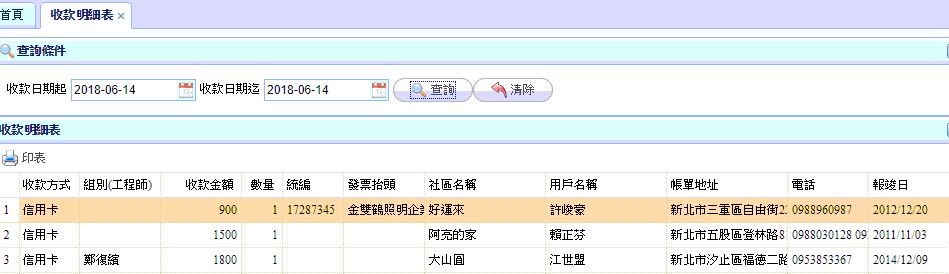 首頁 收款明細表 ×
查詢條件
收款日期起 2018-06-14 收款日期迄 2018-06-14 查詢 清除
收款明細表
印表
收款方式 組別(工程師) 收款金額 數量 統編 發票抬頭 社區名稱 用戶名稱 帳單地址 電話 報竣日
1 信用卡 900 1 17287345 金雙鶴照明企 好運來 許峻豪 新北市三重區自由街2 0988960987 2012/12/20
2 信用卡 1500 1 阿亮的家 賴正芬 新北市五股區登林路8 0988030128 09 2011/11/03
3 信用卡 鄭復繽 1800 1 大山圓 江世盟 新北市汐止區福德二路 0953853367 2014/12/09